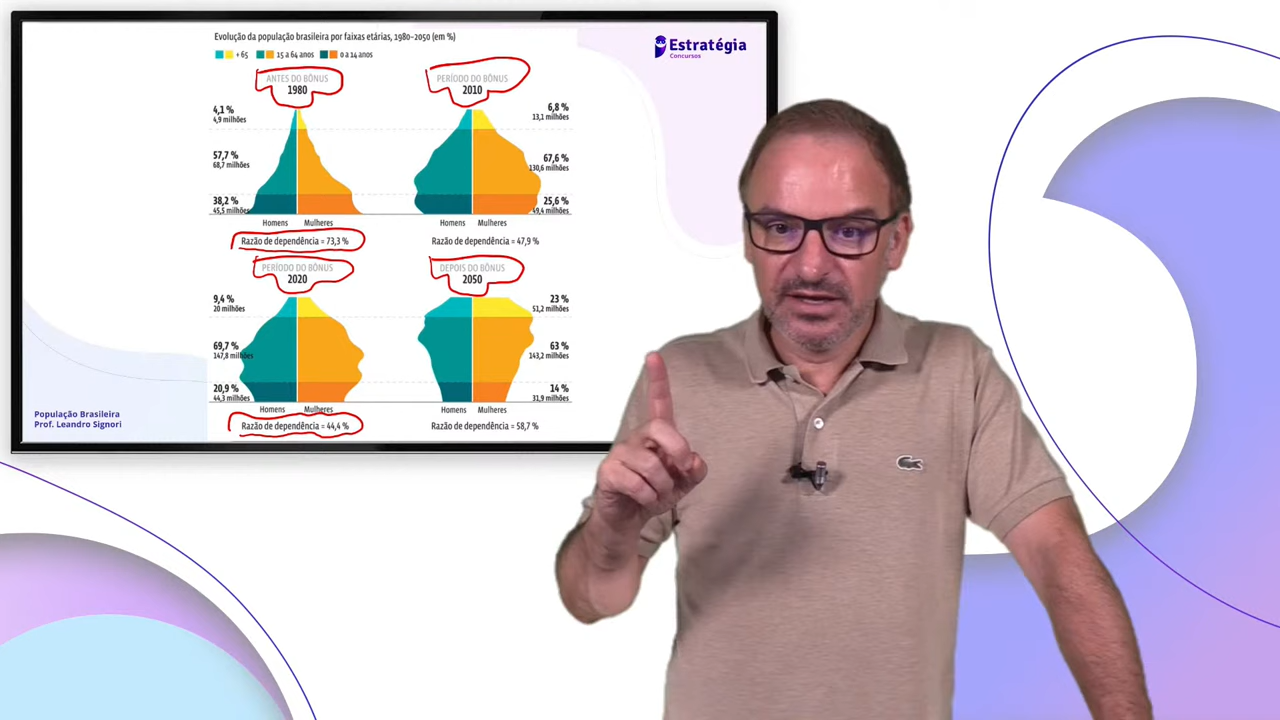 Evolução da população brasileira por faixas etárias, 1980-2050 (em %)
+ 65 15 a 64 anos 0 a 14 anos
Estratégia
Concursos
ANTES DO BÔNUS
1980
4,1 %
4,9 milhões
57,7 %
68,7 milhões
38,2 %
45,5 milhões
Homens Mulheres
Razão de dependência = 73,3 %
PERÍODO DO BÔNUS
2010
6,8 %
13,1 milhões
67,6 %
130,6 milhões
25,6 %
49,4 milhões
Homens Mulheres
Razão de dependência = 47,9 %
PERÍODO DO BÔNUS
2020
9,4 %
20 milhões
69,7 %
147,8 milhões
20,9 %
44,3 milhões
Homens Mulheres
Razão de dependência = 44,4 %
DEPOIS DO BÔNUS
2050
23 %
51,2 milhões
63 %
143,2 milhões
14 %
31,9 milhões
Homens Mulheres
Razão de dependência = 58,7 %
População Brasileira
Prof. Leandro Signori